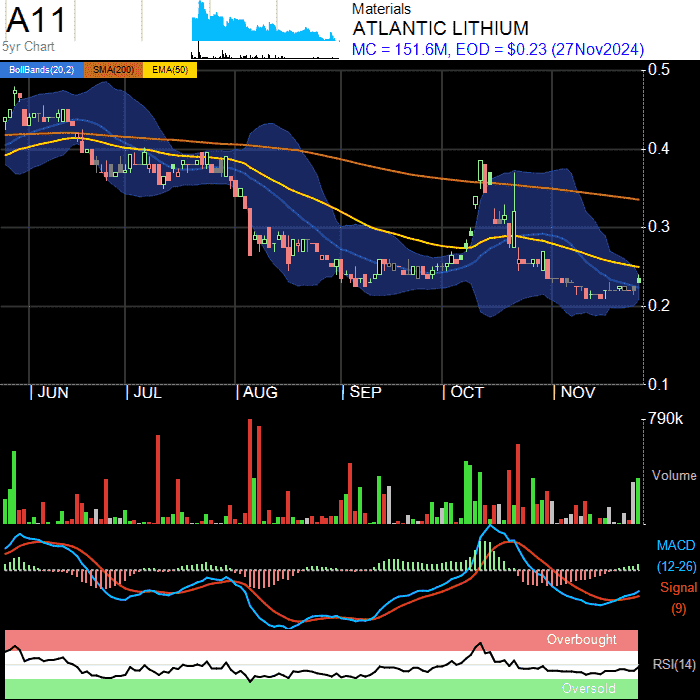 A11
5yr Chart
Materials
ATLANTIC LITHIUM
MC = 151.6M, EOD = $0.23 (27Nov2024)
BollBands(20,2) SMA(200) EMA(50)
0.5
0.4
0.3
0.2
0.1
JUN JUL AUG SEP OCT NOV
790k
Volume
MACD
(12-26)
Signal
(9)
Overbought
RSI(14)
Oversold